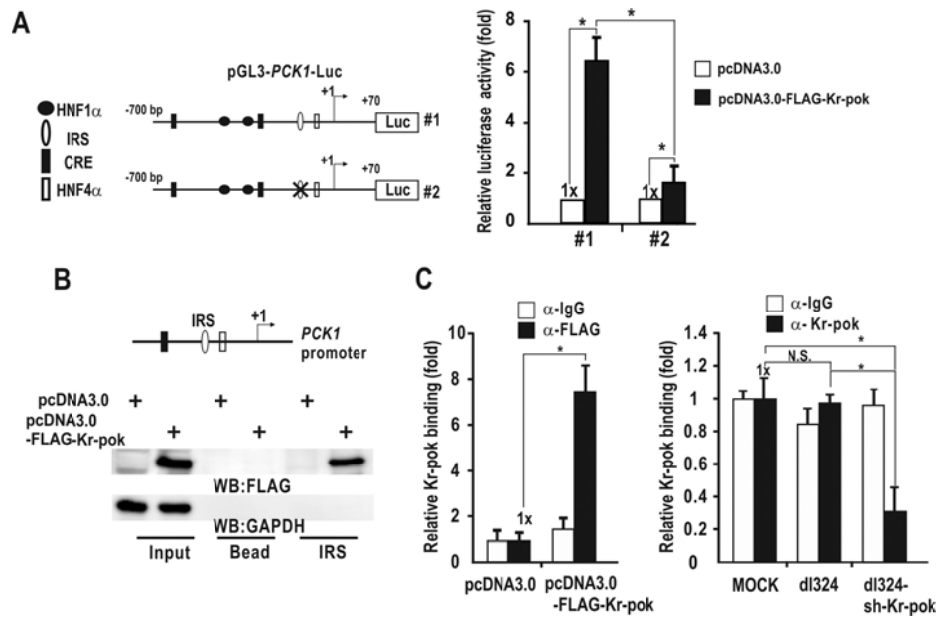 A
pGL3-PCK1-Luc
HNF1α
IRS
CRE
HNF4α
-700 bp
+1
+70
Luc
#1
-700 bp
+1
+70
Luc
#2
Relative luciferase activity (fold)
8
6
4
2
0
*
*
*
1x
1x
#1
#2
pcDNA3.0
pcDNA3.0-FLAG-Kr-pok
B
IRS
+1
PCK1
promoter
pcDNA3.0
+ + +
pcDNA3.0
-FLAG-Kr-pok
+ + +
WB:FLAG
WB:GAPDH
Input
Bead
IRS
C
α-IgG
α-FLAG
Relative Kr-pok binding (fold)
10
8
6
4
2
0
*
1x
pcDNA3.0
pcDNA3.0
-FLAG-Kr-pok
α-IgG
α- Kr-pok
Relative Kr-pok binding (fold)
1.4
1.2
1
0.8
0.6
0.4
0.2
0
*
N.S.
*
1x
MOCK
dl324
dl324-
sh-Kr-pok